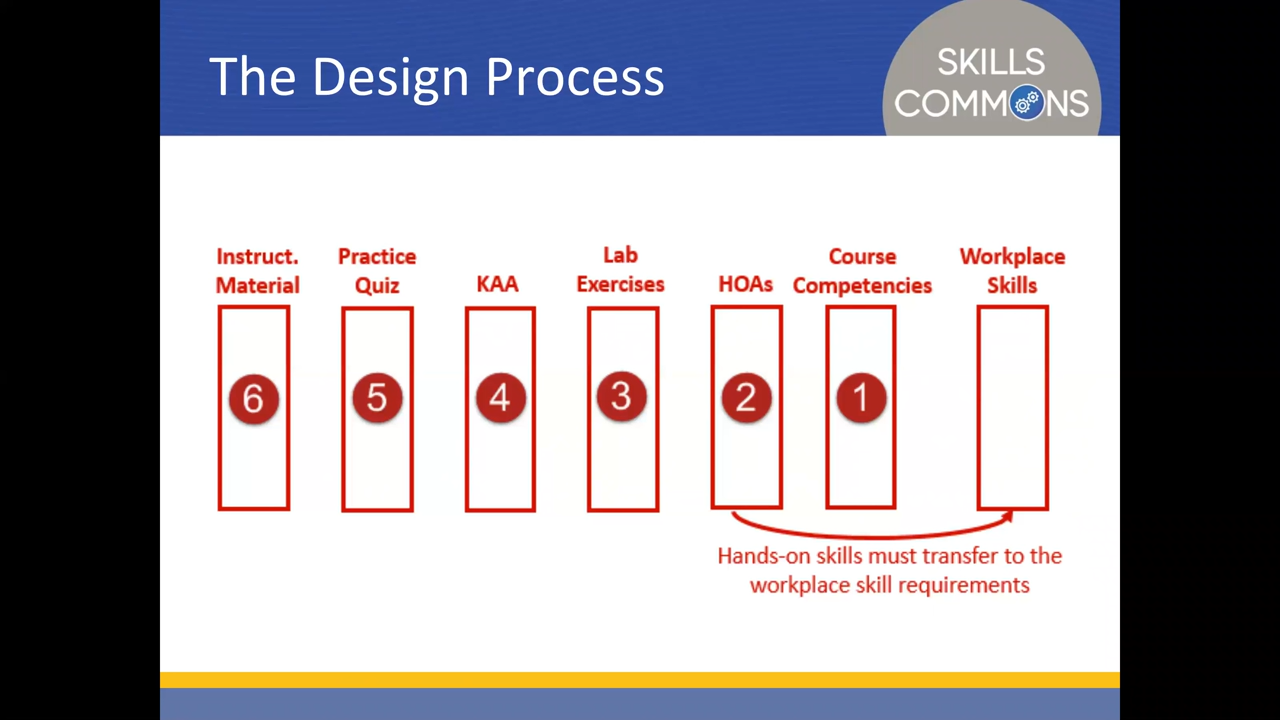 The Design Process
SKILLS
COMMONS
Instruct.
Material
Practice
Quiz
KAA
Lab
Exercises
HOAs
Course
Competencies
Workplace
Skills
6
5
4
3
2
1
Hands-on skills must transfer to the
workplace skill requirements